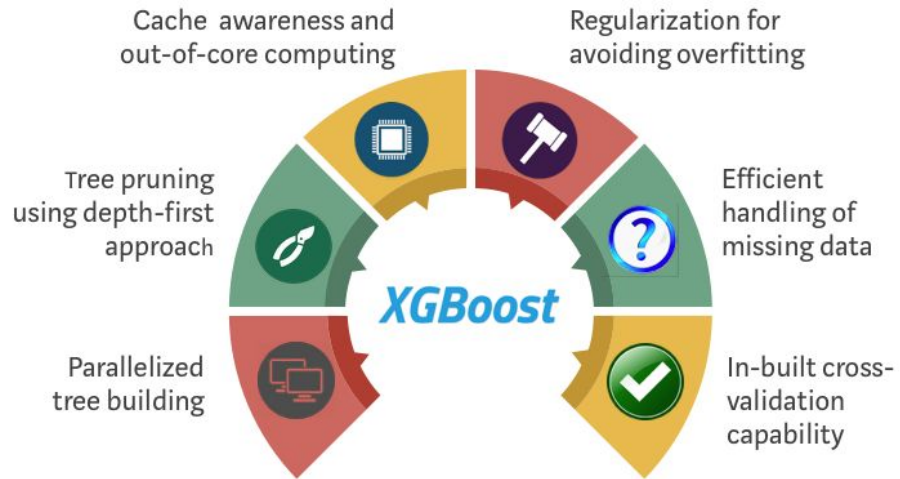 Cache awareness and
out-of-core computing
Regularization for
avoiding overfitting
Tree pruning
using depth-first
approach
Efficient
handling of
missing data
XGBoost
Parallelized
tree building
In-built cross-
validation
capability
?